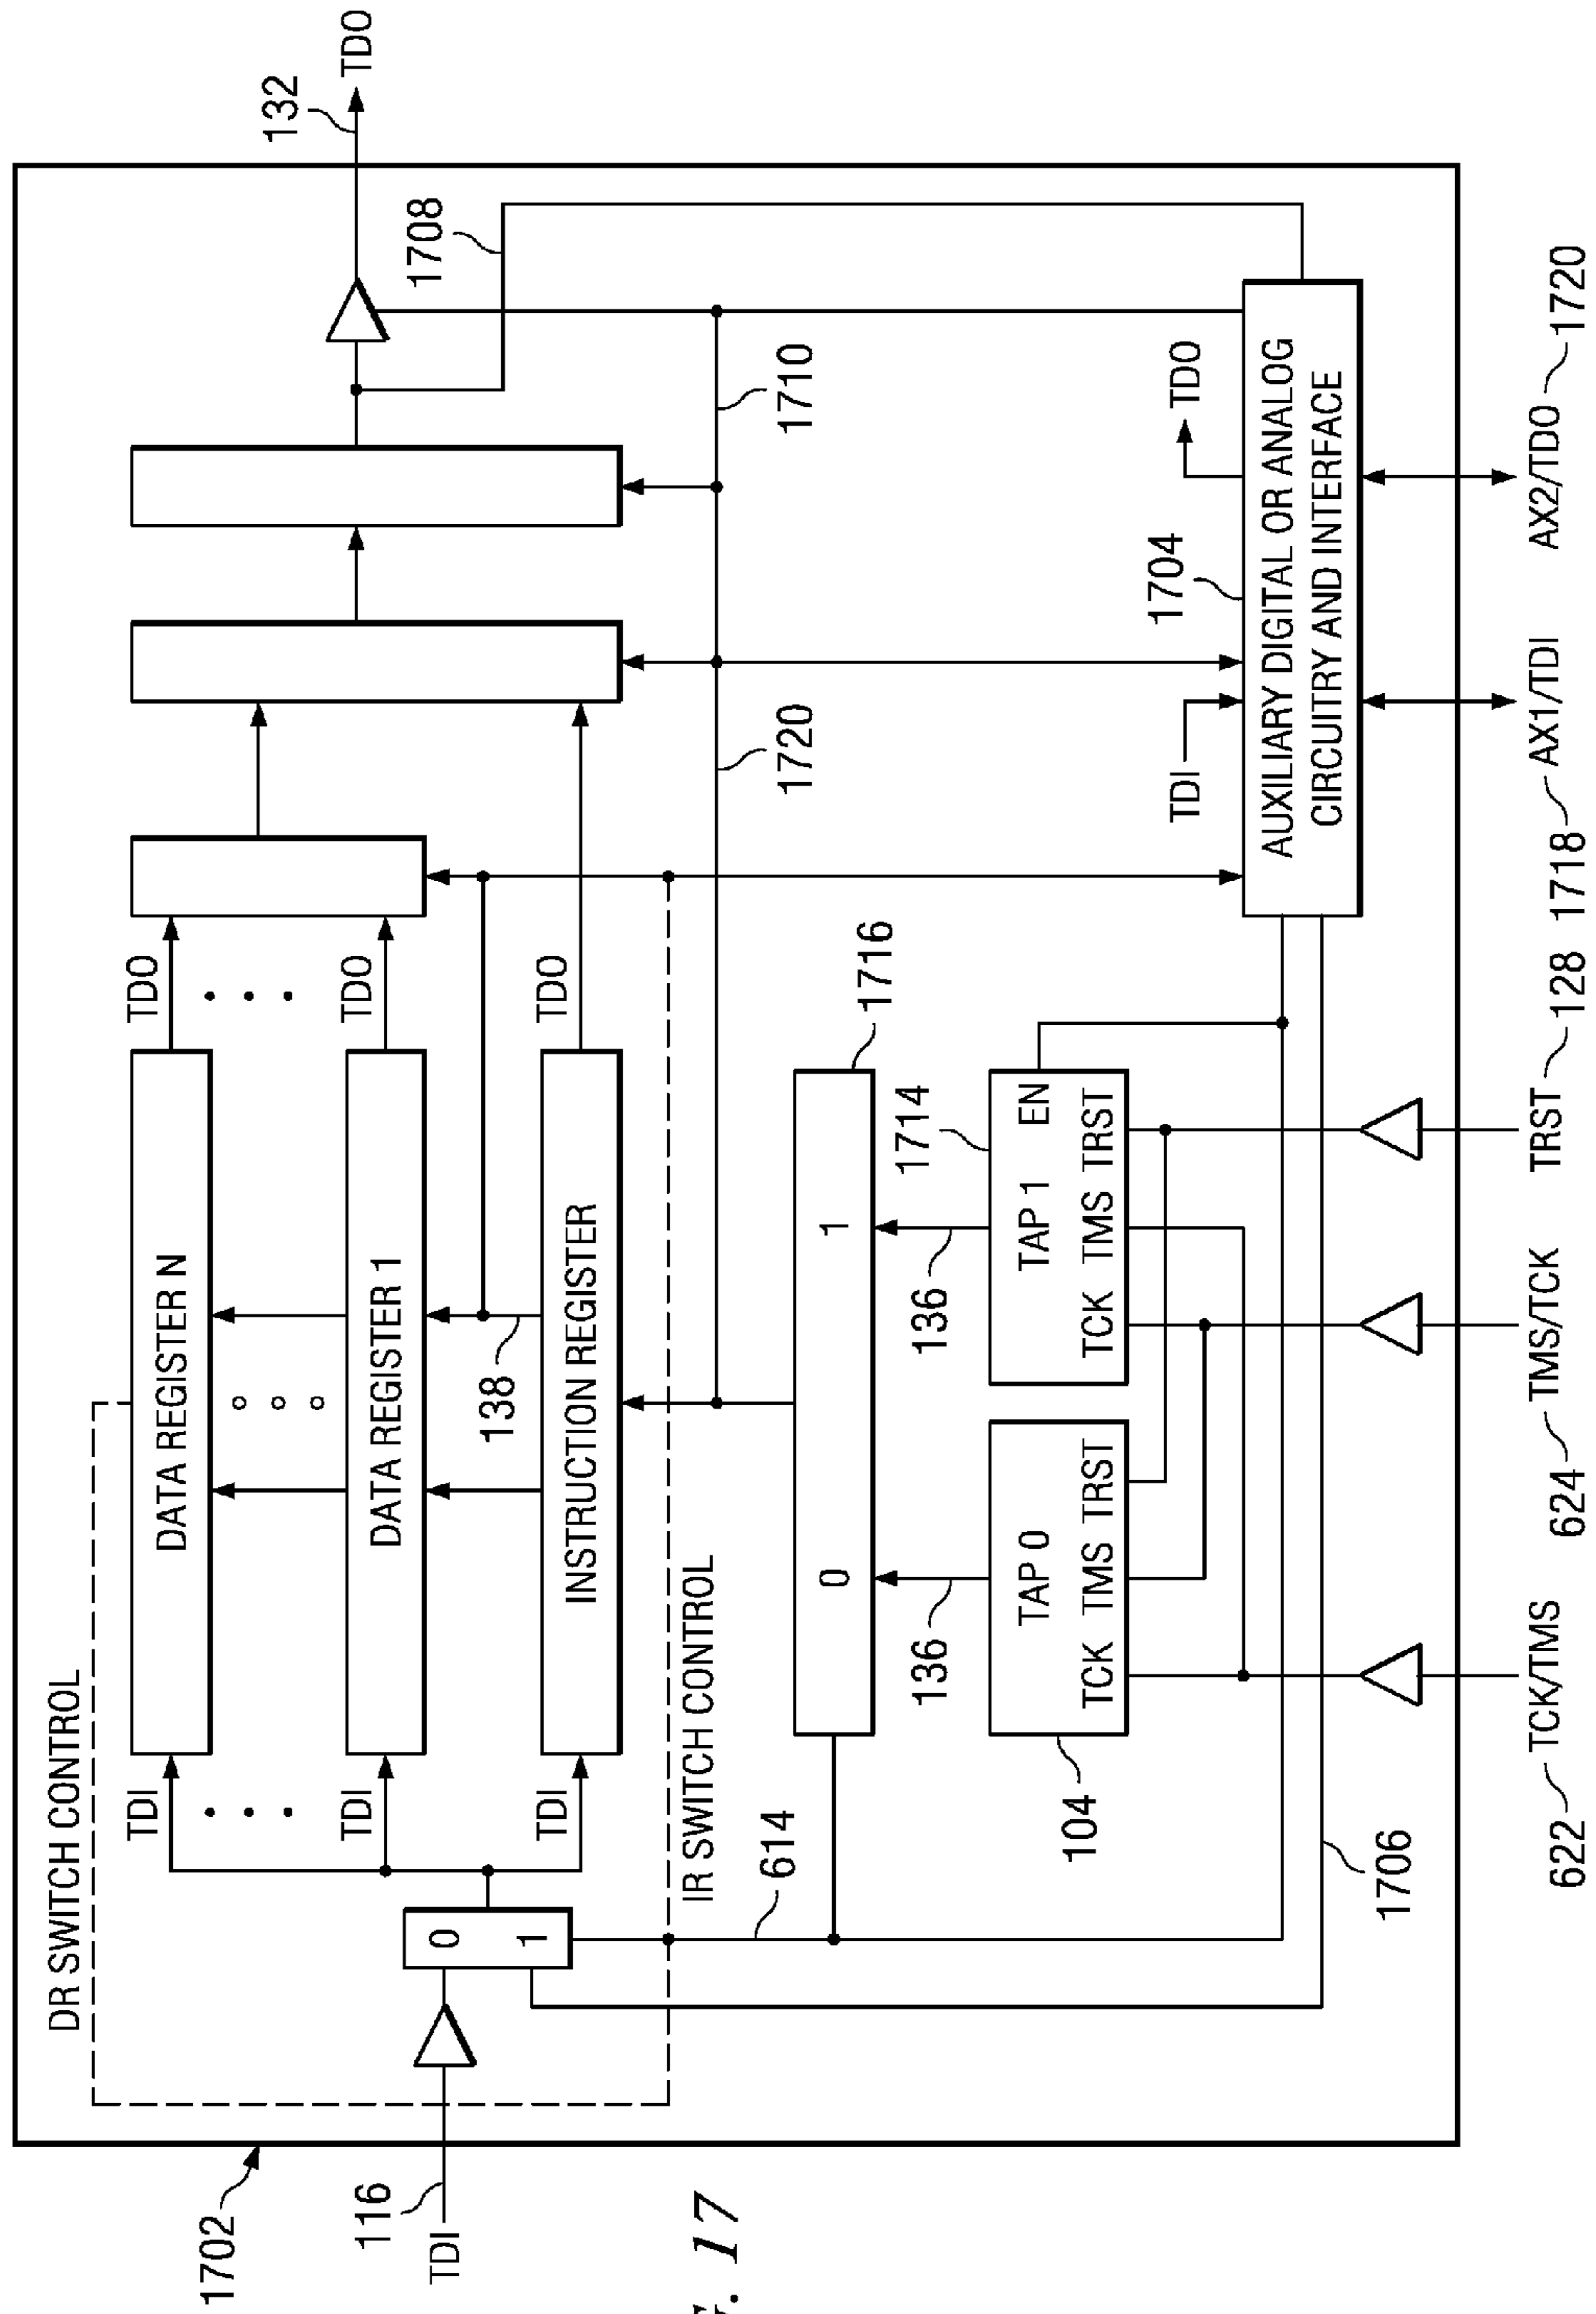 1702
116
TDI
DR SWITCH CONTROL
TDI
DATA REGISTER N
TDO
TDI
DATA REGISTER 1
TDO
TDI
INSTRUCTION REGISTER
TDO
0
1
138
132
TDO
1708
IR SWITCH CONTROL
1720
1710
614
0
1
1716
136
136
104
TAP 0
TCK TMS TRST
1714
TAP 1 EN
TCK TMS TRST
TDI
1704
TDO
AUXILIARY DIGITAL OR ANALOG
CIRCUITRY AND INTERFACE
1706
TCK/TMS
622
TMS/TCK
624
TRST
128
AX1/TDI
1718
AX2/TDO
1720
17